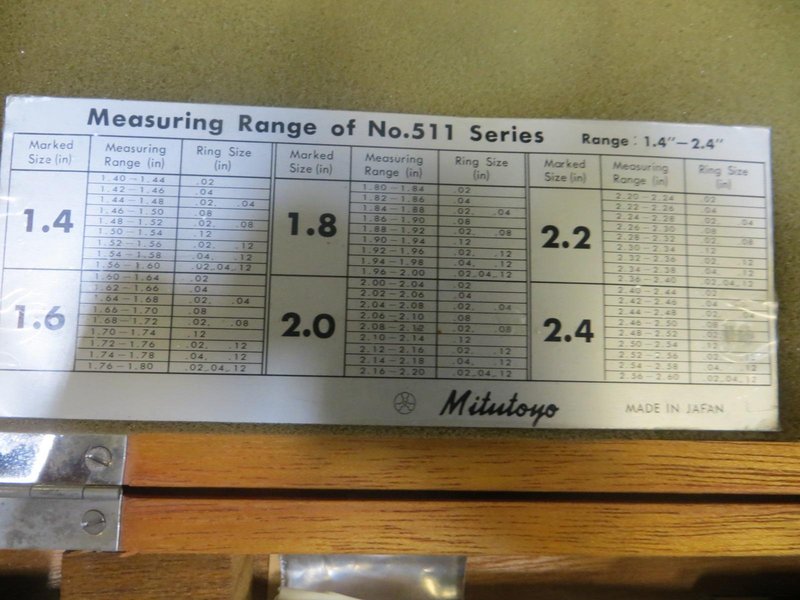 Measuring Range of No.511 Series Range : 1.4"-2.4"
Marked Size (in) Measuring Range (in) Ring Size (in)
1.4
1.40-1.44 .02
1.42-1.46 .04
1.44-1.48 .02, .04
1.46-1.50 .08
1.48-1.52 .02, .08
1.50-1.54 .12
1.52-1.56 .02, .12
1.54-1.58 .04, .12
1.56-1.60 .02,.04,.12
1.6
1.60-1.64 .02
1.62-1.66 .04
1.64-1.68 .02, .04
1.66-1.70 .08
1.68-1.72 .02, .08
1.70-1.74 .12
1.72-1.76 .02, .12
1.74-1.78 .04, .12
1.76-1.80 .02,.04,.12
Marked Size (in) Measuring Range (in) Ring Size (in)
1.8
1.80-1.84 .02
1.82-1.86 .04
1.84-1.88 .02, .04
1.86-1.90 .08
1.88-1.92 .02, .08
1.90-1.94 .12
1.92-1.96 .02, .12
1.94-1.98 .04, .12
1.96-2.00 .02,.04,.12
2.0
2.00-2.04 .02
2.02-2.06 .04
2.04-2.08 .02, .04
2.06-2.10 .08
2.08-2.12 .02, .08
2.10-2.14 .12
2.12-2.16 .02, .12
2.14-2.18 .04, .12
2.16-2.20 .02,.04,.12
Marked Size (in) Measuring Range (in) Ring Size (in)
2.2
2.20-2.24 .02
2.22-2.26 .04
2.24-2.28 .02, .04
2.26-2.30 .08
2.28-2.32 .02, .08
2.30-2.34 .12
2.32-2.36 .02, .12
2.34-2.38 .04, .12
2.36-2.40 .02,.04,.12
2.4
2.40-2.44 .02
2.42-2.46 .04
2.44-2.48 .02,
2.46-2.50 .08
2.48-2.52 .02,
2.50-2.54 .12
2.52-2.56 .02, .12
2.54-2.58 .04, .12
2.56-2.60 .02,.04,.12
Mitutoyo
MADE IN JAPAN